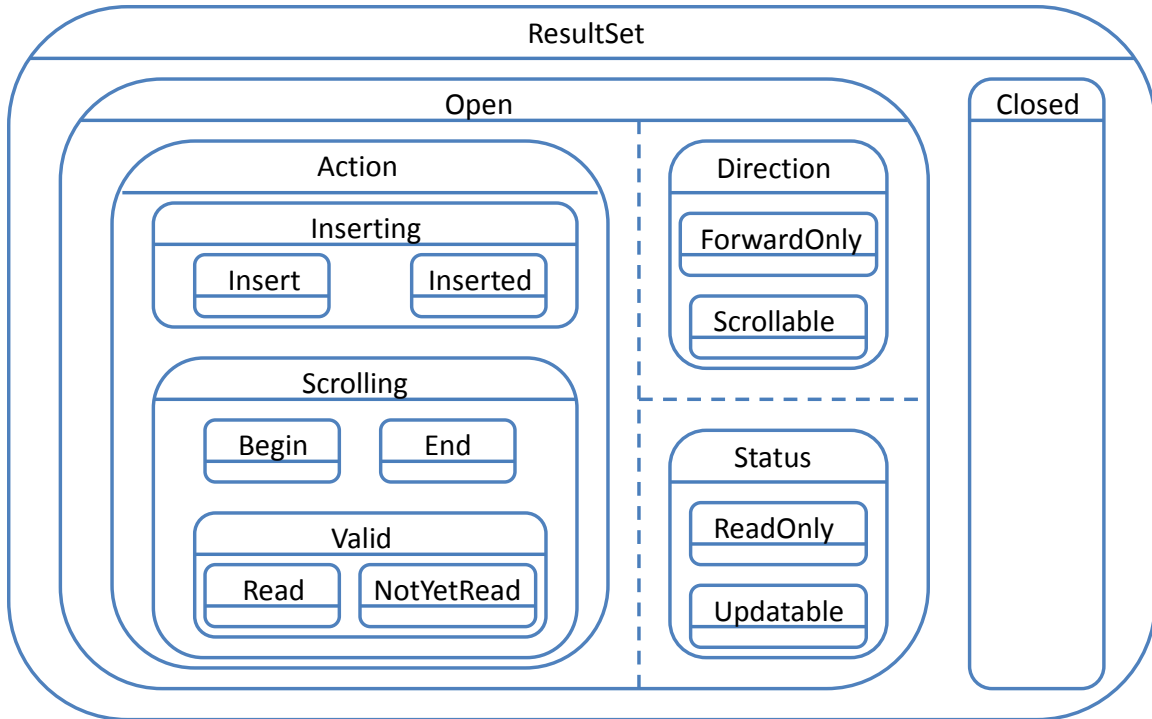 ResultSet
Open
Closed
Action
Direction
Inserting
ForwardOnly
Insert
Inserted
Scrollable
Scrolling
Begin
End
Status
Valid
ReadOnly
Read
NotYetRead
Updatable